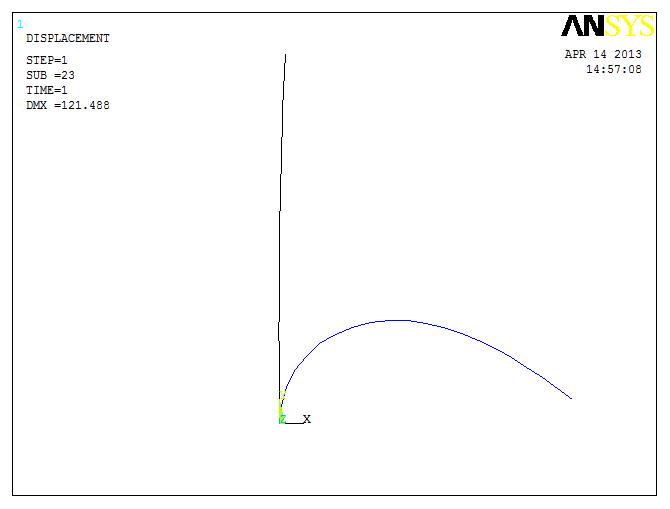 1
ANSYS
DISPLACEMENT
STEP=1
SUB =23
TIME=1
DMX =121.488
APR 14 2013
14:57:08
Y
Z
X